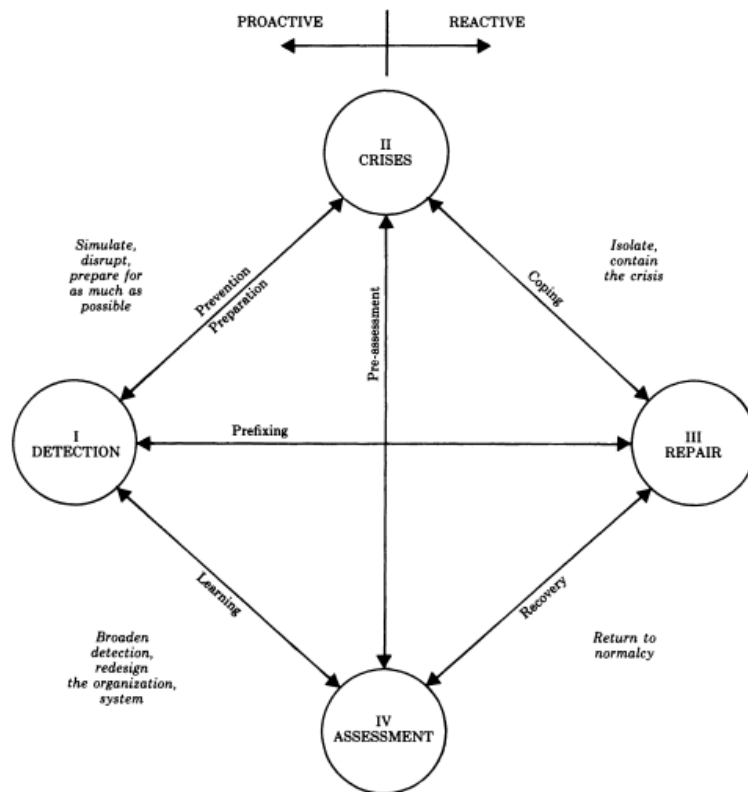 PROACTIVE
REACTIVE
II
CRISES
Simulate,
disrupt,
prepare for
as much as
possible
Prevention
Preparation
Pre-assessment
Coping
Isolate,
contain
the crisis
I
DETECTION
Prefixing
III
REPAIR
Learning
Recovery
Broaden
detection,
redesign
the organization,
system
Return to
normalcy
IV
ASSESSMENT